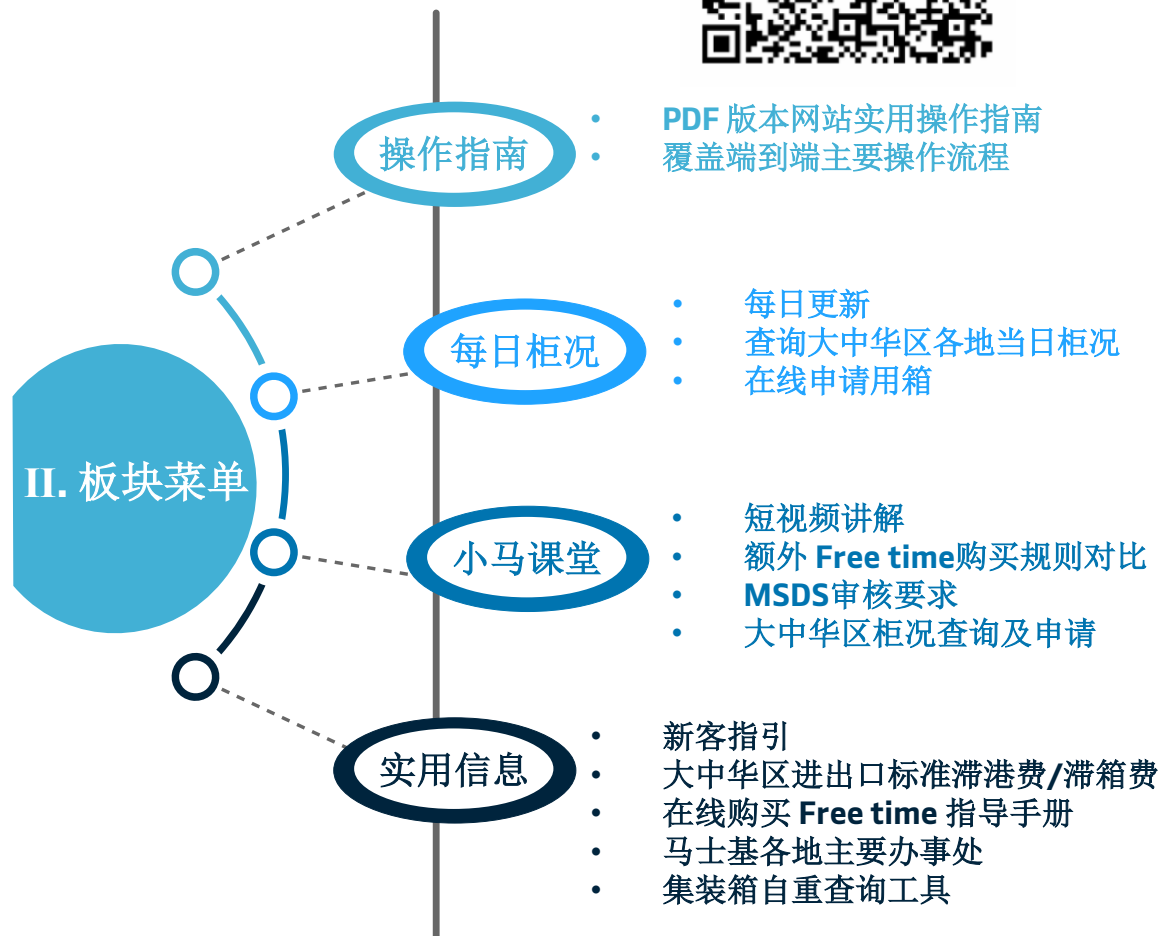 操作指南
PDF 版本网站实用操作指南
覆盖端到端主要操作流程
每日柜况
每日更新
查询大中华区各地当日柜况
在线申请用箱
II. 板块菜单
小马课堂
短视频讲解
额外 Free time购买规则对比
MSDS审核要求
大中华区柜况查询及申请
实用信息
新客指引
大中华区进出口标准滞港费/滞箱费
在线购买 Free time 指导手册
马士基各地主要办事处
集装箱自重查询工具